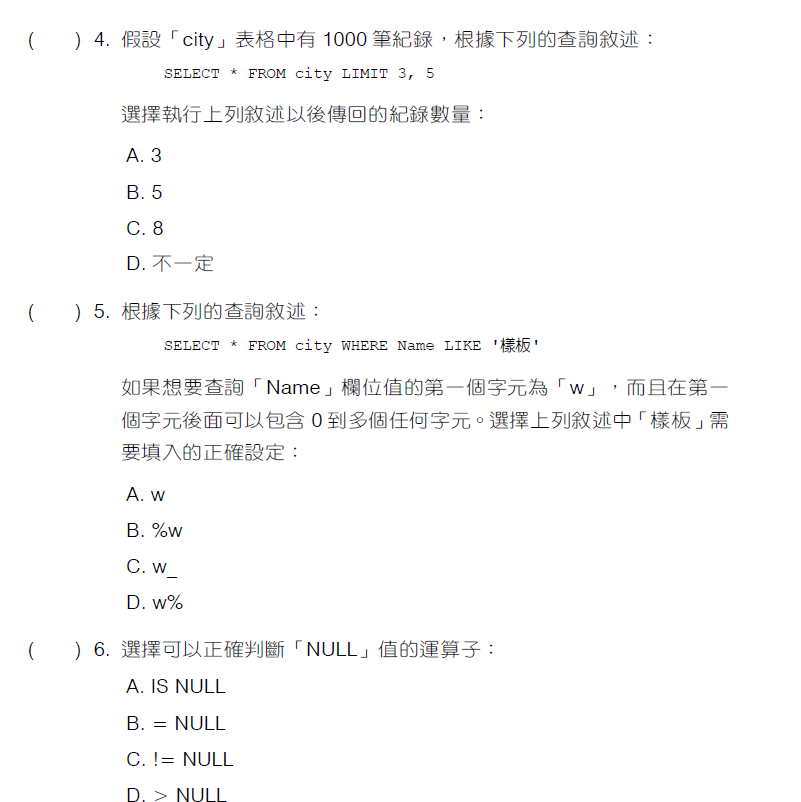 (　　) 4. 假設「city」表格中有 1000 筆紀錄，根據下列的查詢敘述：
SELECT * FROM city LIMIT 3, 5
選擇執行上列敘述以後傳回的紀錄數量：
A. 3
B. 5
C. 8
D. 不一定
(　　) 5. 根據下列的查詢敘述：
SELECT * FROM city WHERE Name LIKE '樣板'
如果想要查詢「Name」欄位值的第一個字元為「w」，而且在第一
個字元後面可以包含 0 到多個任何字元。選擇上列敘述中「樣板」需
要填入的正確設定：
A. w
B. %w
C. w_
D. w%
(　　) 6. 選擇可以正確判斷「NULL」值的運算子：
A. IS NULL
B. = NULL
C. != NULL
D. > NULL